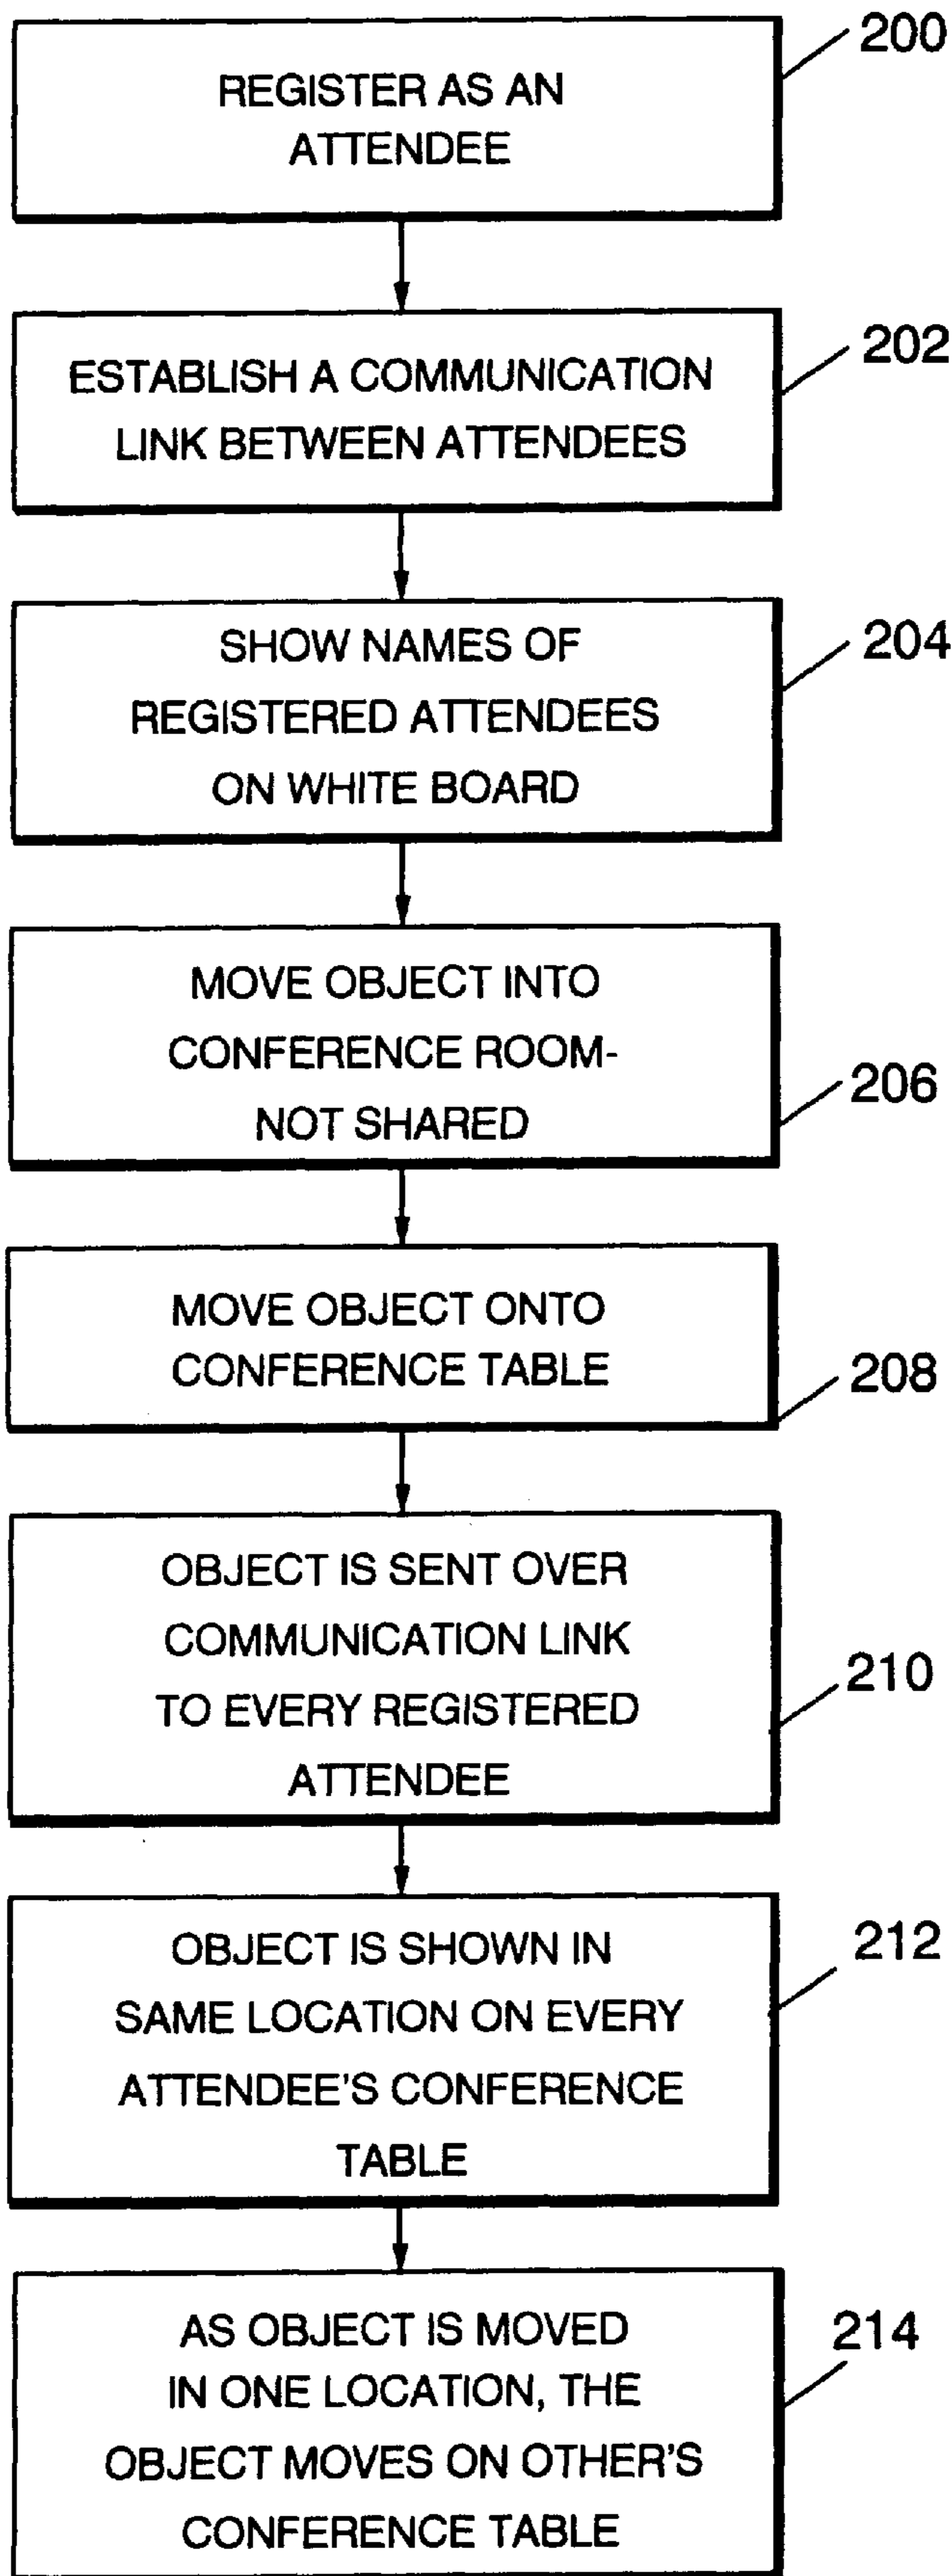 200
REGISTER AS AN
ATTENDEE
202
ESTABLISH A COMMUNICATION
LINK BETWEEN ATTENDEES
204
SHOW NAMES OF
REGISTERED ATTENDEES
ON WHITE BOARD
MOVE OBJECT INTO
CONFERENCE ROOM-
NOT SHARED
206
MOVE OBJECT ONTO
CONFERENCE TABLE
208
OBJECT IS SENT OVER
COMMUNICATION LINK
TO EVERY REGISTERED
ATTENDEE
210
OBJECT IS SHOWN IN
SAME LOCATION ON EVERY
ATTENDEE'S CONFERENCE
TABLE
212
AS OBJECT IS MOVED
IN ONE LOCATION, THE
OBJECT MOVES ON OTHER'S
CONFERENCE TABLE
214